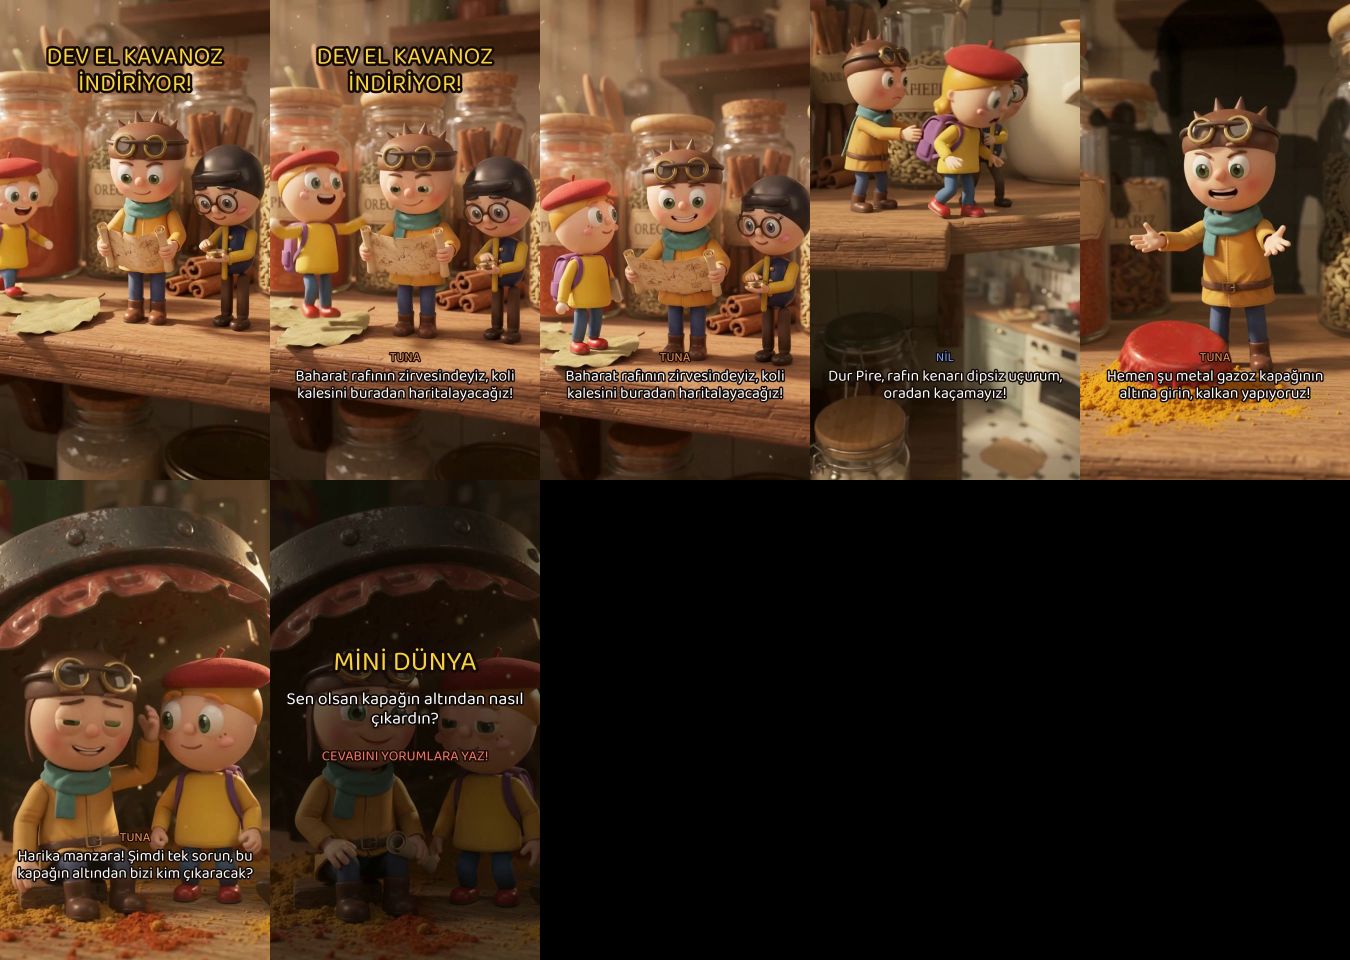 DEV EL KAVANOZ
İNDİRİYOR!
OREG
DEV EL KAVANOZ
İNDİRİYOR!
OREG
TUNA
Baharat rafının zirvesindeyiz, koli
kalesini buradan haritalayacağız!
OREG
TUNA
Baharat rafının zirvesindeyiz, koli
kalesini buradan haritalayacağız!
NİL
Dur Pire, rafın kenarı dipsiz uçurum,
oradan kaçamayız!
TUNA
Hemen şu metal gazoz kapağının
altına girin, kalkan yapıyoruz!
TUNA
Harika manzara! Şimdi tek sorun, bu
kapağın altından bizi kim çıkaracak?
MİNİ DÜNYA
Sen olsan kapağın altından nasıl
çıkardın?
CEVABINI YORUMLARA YAZ!